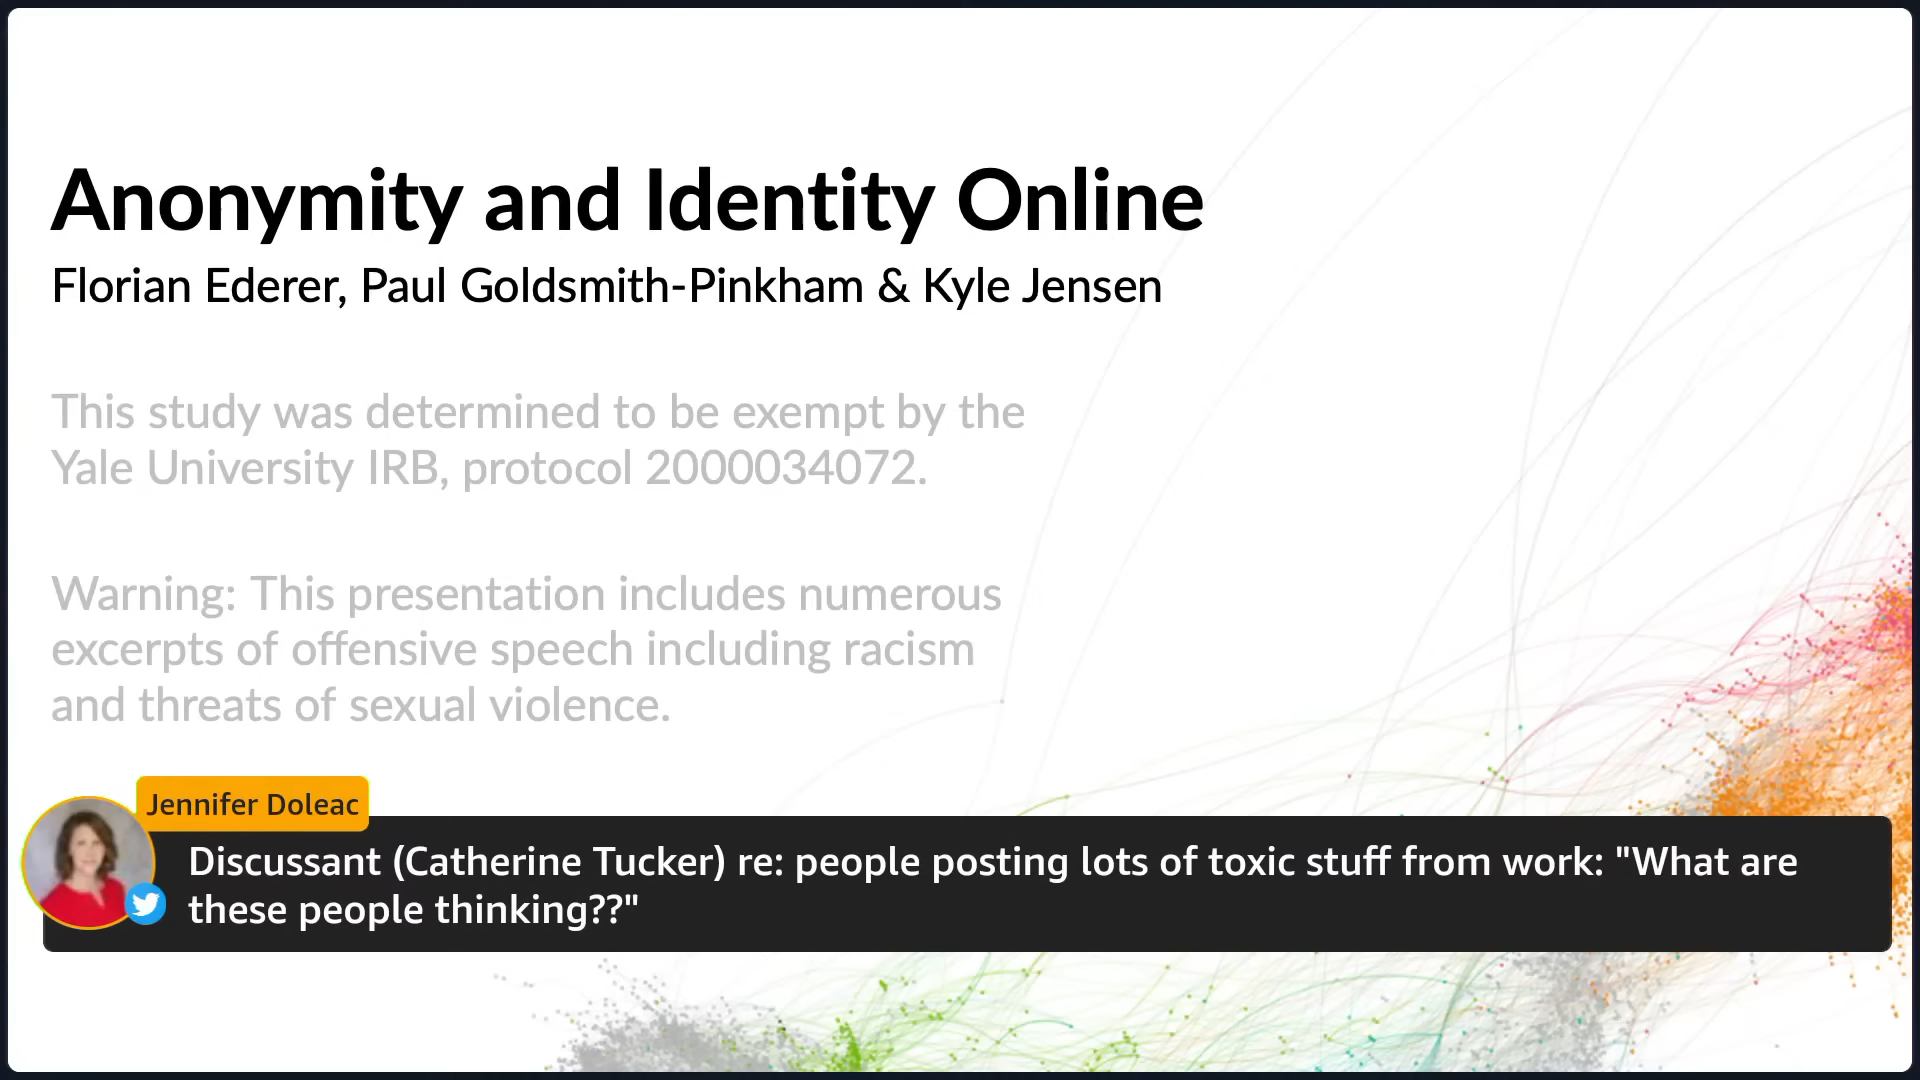 Anonymity and Identity Online
Florian Ederer, Paul Goldsmith-Pinkham & Kyle Jensen
This study was determined to be exempt by the
Yale University IRB, protocol 2000034072.
Warning: This presentation includes numerous
excerpts of offensive speech including racism
and threats of sexual violence.
Jennifer Doleac
Discussant (Catherine Tucker) re: people posting lots of toxic stuff from work: "What are
these people thinking??"